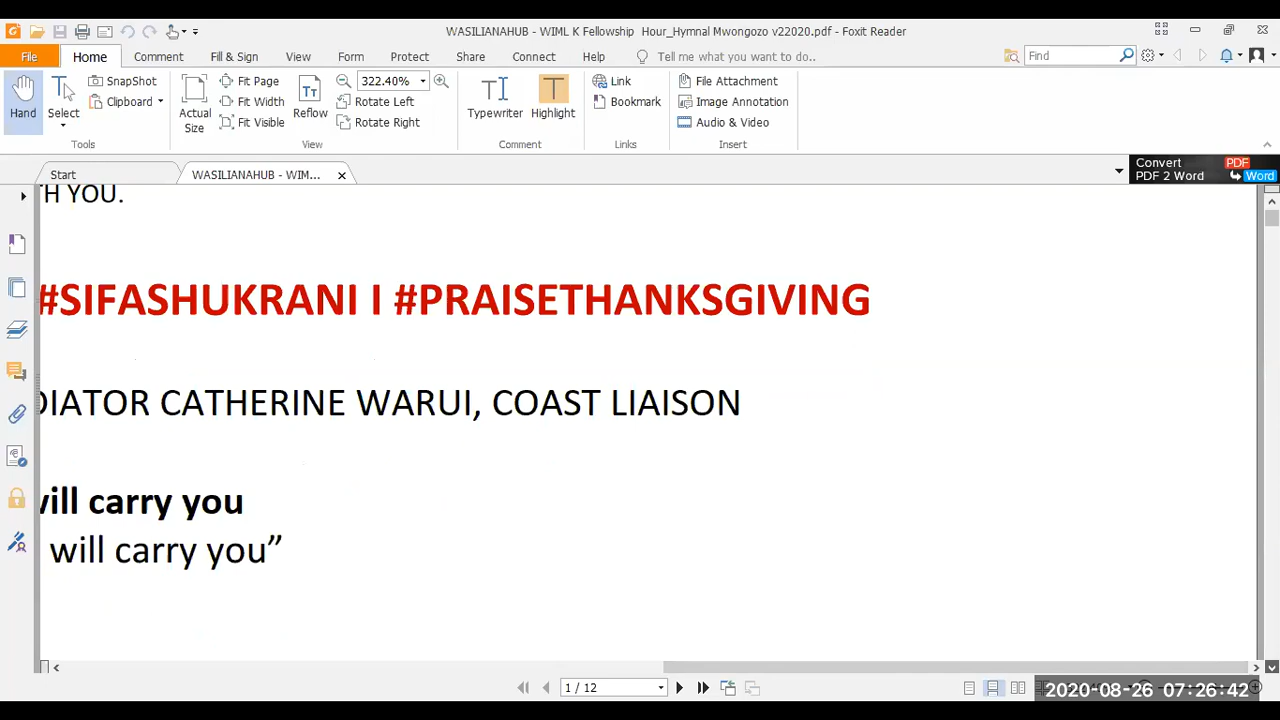 WASILIANAHUB - WIML K Fellowship Hour_Hymnal Mwongozo v22020.pdf - Foxit Reader
File Home Comment Fill & Sign View Form Protect Share Connect Help Tell me what you want to do.. Find
Hand Select SnapShot Clipboard Actual Size Fit Page Fit Width Fit Visible Reflow 322.40% Rotate Left Rotate Right Typewriter Highlight Link Bookmark File Attachment Image Annotation Audio & Video
Tools View Comment Links Insert
Start WASILIANAHUB - WIM... Convert PDF
PDF 2 Word Word
TH YOU.
#SIFASHUKRANI I #PRAISETHANKSGIVING
DIATOR CATHERINE WARUI, COAST LIAISON
will carry you
will carry you”
1 / 12
2020-08-26 07:26:42